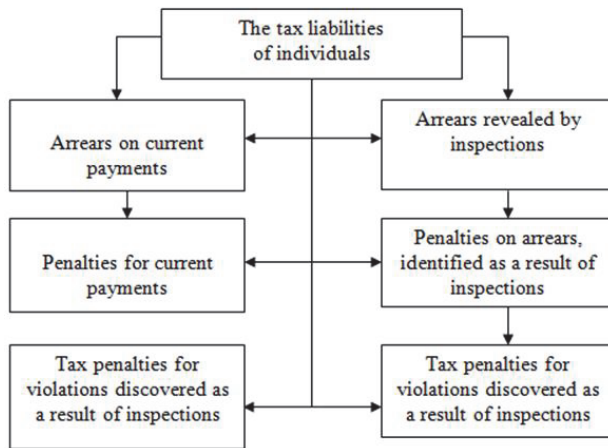 The tax liabilities
of individuals
Arrears on current
payments
Arrears revealed by
inspections
Penalties for current
payments
Penalties on arrears,
identified as a result of
inspections
Tax penalties for
violations discovered as
a result of inspections
Tax penalties for
violations discovered as
a result of inspections